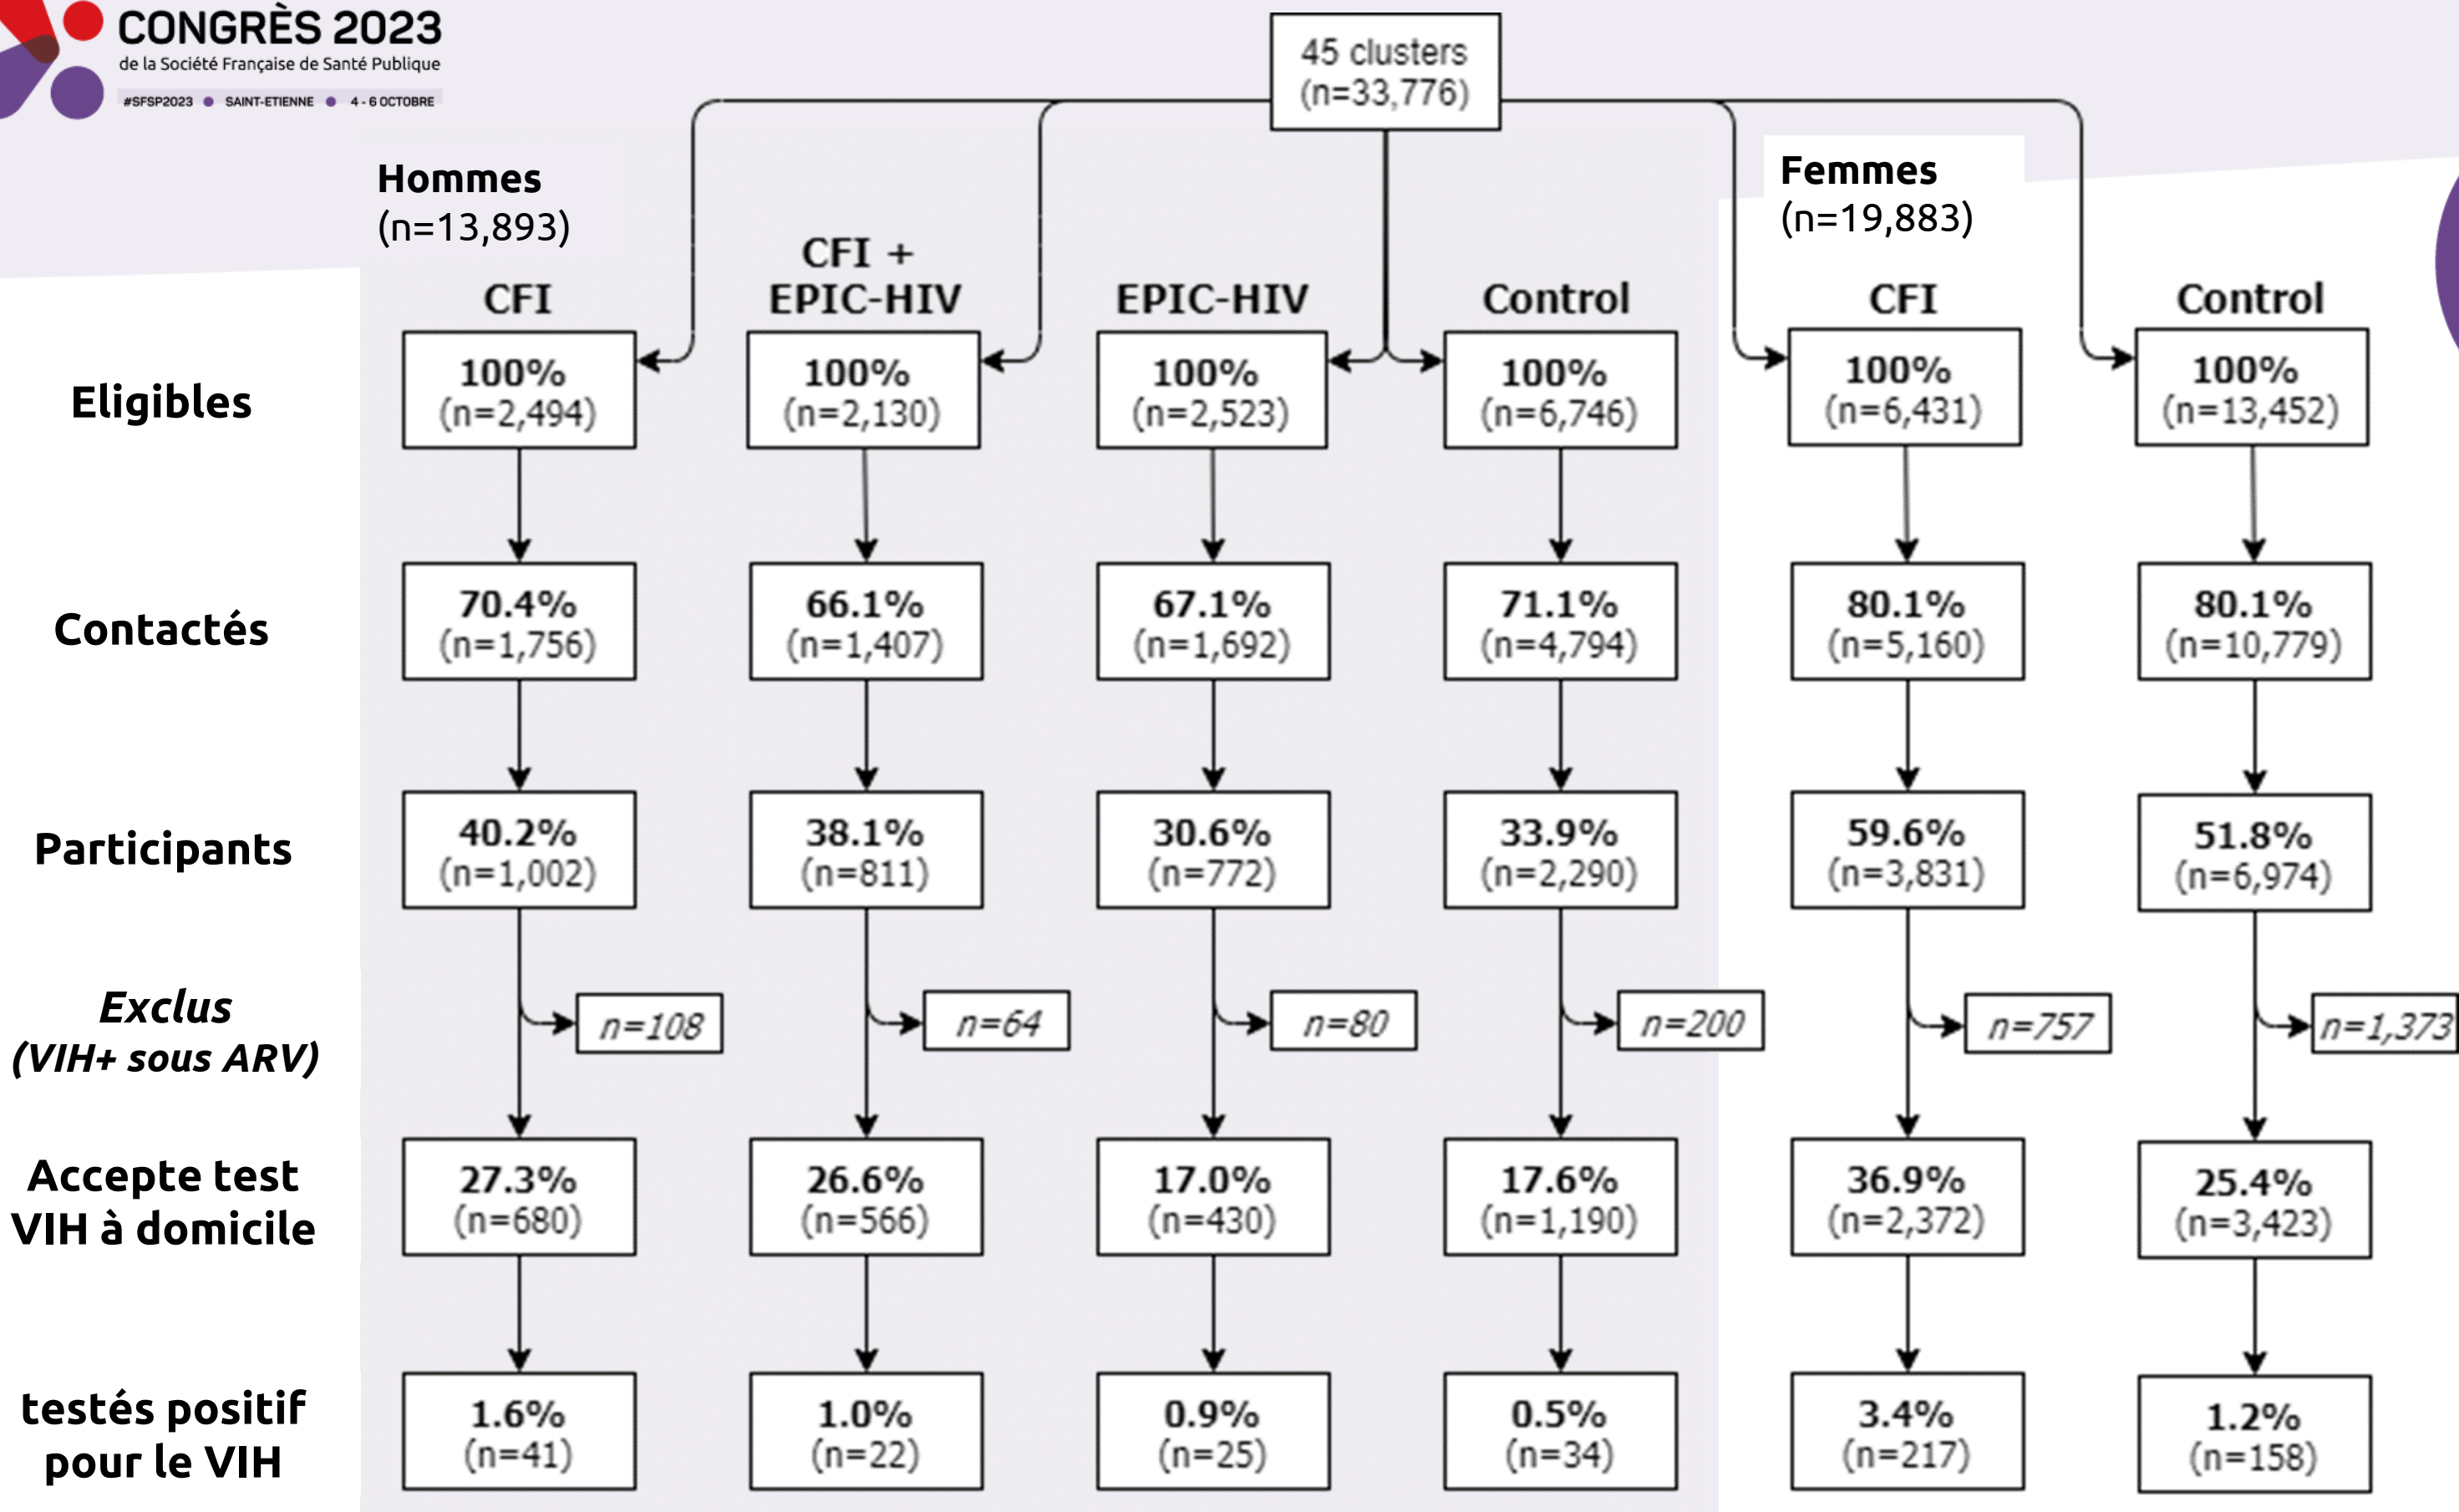 CONGRÈS 2023
de la Société Française de Santé Publique
#SFSP2023 ● SAINT-ETIENNE ● 4 - 6 OCTOBRE
45 clusters
(n=33,776)
Hommes
(n=13,893)
Femmes
(n=19,883)
CFI
CFI +
EPIC-HIV
EPIC-HIV
Control
CFI
Control
Eligibles
100%
(n=2,494)
100%
(n=2,130)
100%
(n=2,523)
100%
(n=6,746)
100%
(n=6,431)
100%
(n=13,452)
Contactés
70.4%
(n=1,756)
66.1%
(n=1,407)
67.1%
(n=1,692)
71.1%
(n=4,794)
80.1%
(n=5,160)
80.1%
(n=10,779)
Participants
40.2%
(n=1,002)
38.1%
(n=811)
30.6%
(n=772)
33.9%
(n=2,290)
59.6%
(n=3,831)
51.8%
(n=6,974)
Exclus
(VIH+ sous ARV)
n=108
n=64
n=80
n=200
n=757
n=1,373
Accepte test
VIH à domicile
27.3%
(n=680)
26.6%
(n=566)
17.0%
(n=430)
17.6%
(n=1,190)
36.9%
(n=2,372)
25.4%
(n=3,423)
testés positif
pour le VIH
1.6%
(n=41)
1.0%
(n=22)
0.9%
(n=25)
0.5%
(n=34)
3.4%
(n=217)
1.2%
(n=158)